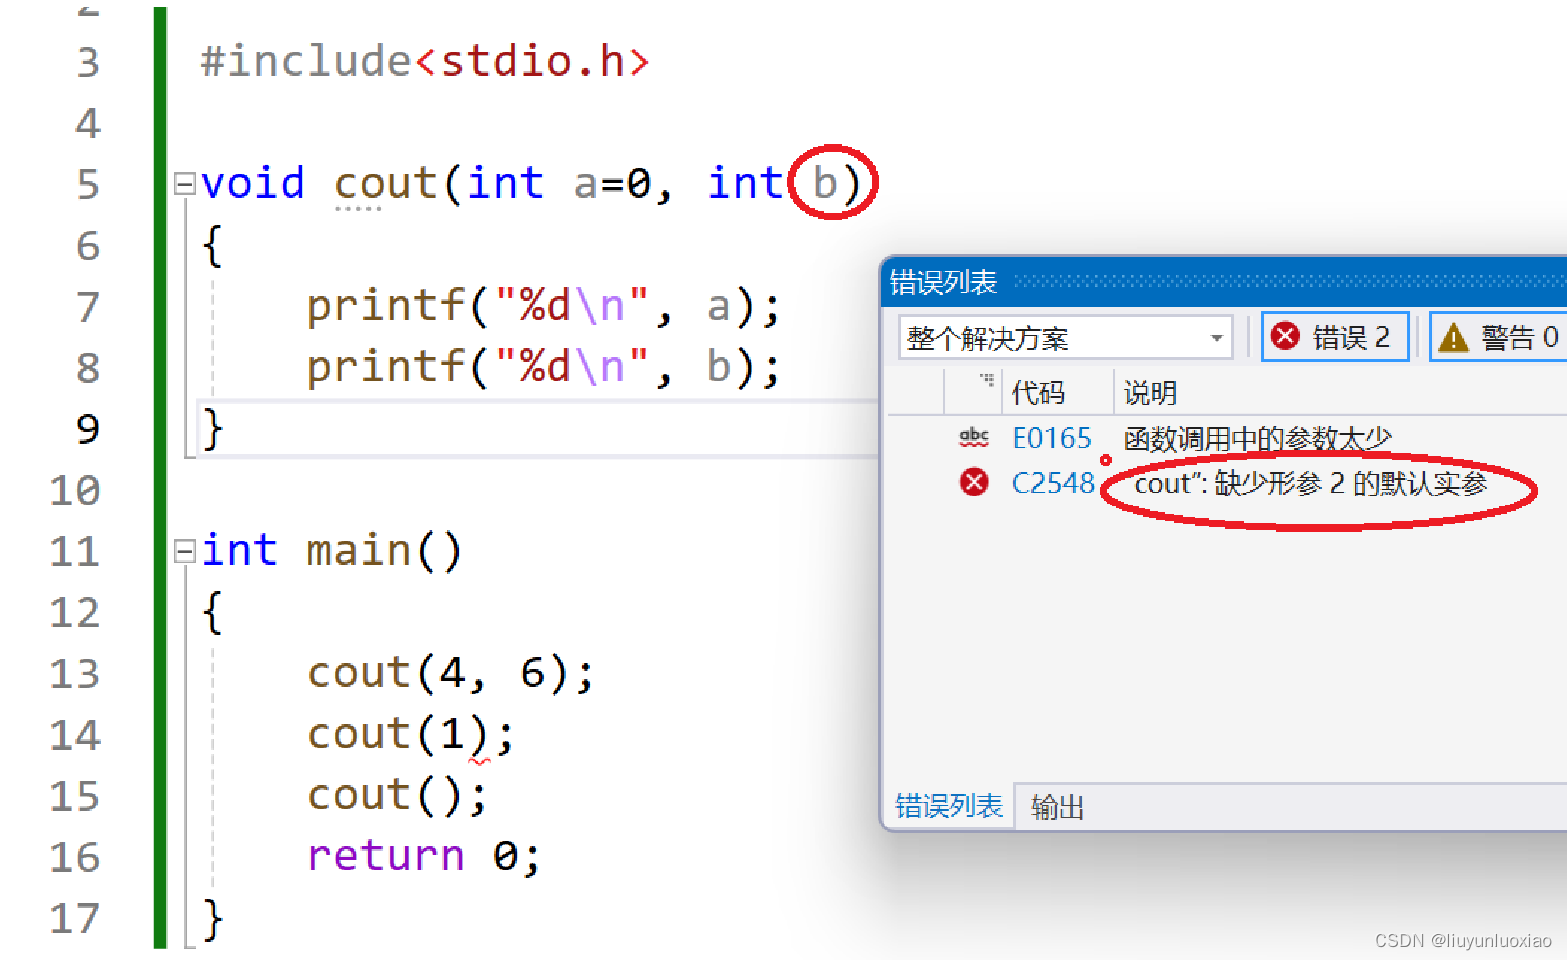 3 #include<stdio.h>
4
5 void cout(int a=0, int b)
6 {
7 printf("%d\n", a);
8 printf("%d\n", b);
9 }
10
11 int main()
12 {
13 cout(4, 6);
14 cout(1);
15 cout();
16 return 0;
17 }
错误列表
整个解决方案 错误 2 警告 0
代码 说明
abc E0165 函数调用中的参数太少
C2548 cout”: 缺少形参 2 的默认实参
错误列表 输出
CSDN @liuyunluoxiao